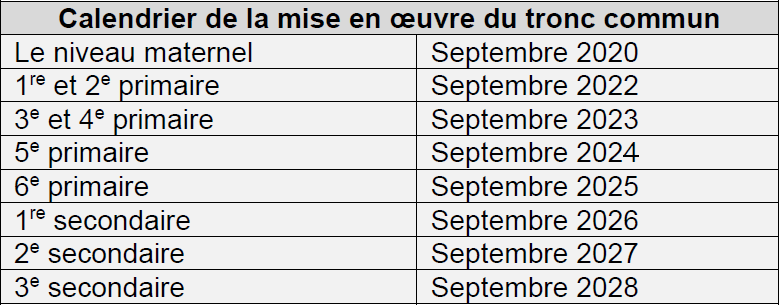 Calendrier de la mise en œuvre du tronc commun
Le niveau maternel Septembre 2020
1re et 2e primaire Septembre 2022
3e et 4e primaire Septembre 2023
5e primaire Septembre 2024
6e primaire Septembre 2025
1re secondaire Septembre 2026
2e secondaire Septembre 2027
3e secondaire Septembre 2028